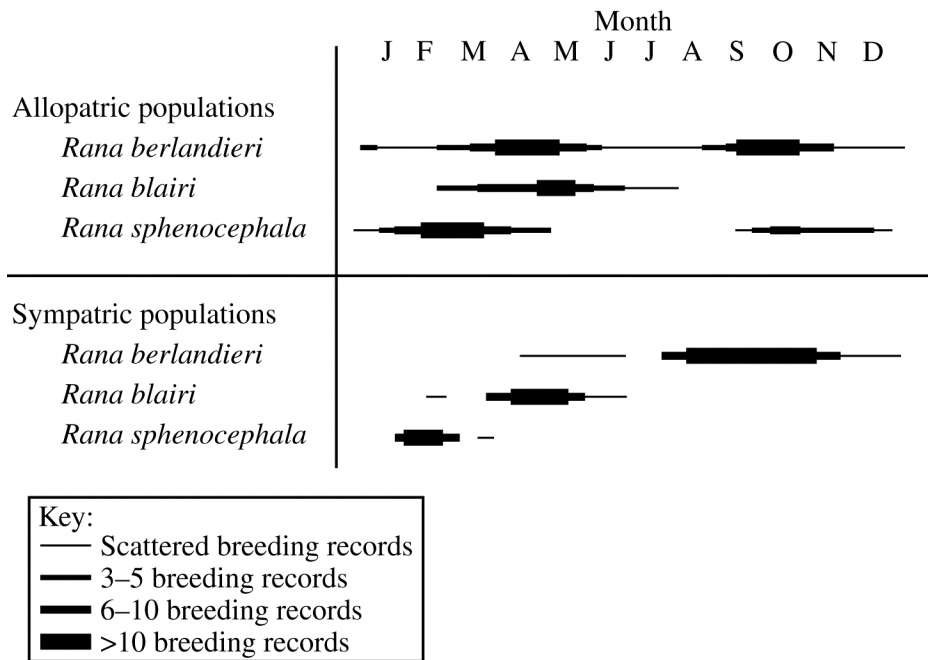 Month
J F M A M J J A S O N D
Allopatric populations
Rana berlandieri
Rana blairi
Rana sphenocephala
Sympatric populations
Rana berlandieri
Rana blairi
Rana sphenocephala
Key:
Scattered breeding records
3–5 breeding records
6–10 breeding records
>10 breeding records